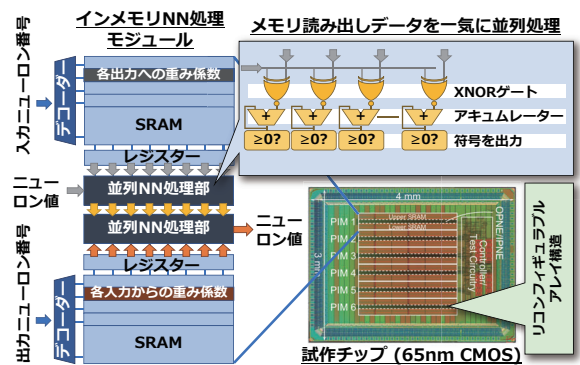 インメモリNN処理
モジュール
入力ニューロン番号
デコーダー
各出力への重み係数
SRAM
レジスター
ニュー
ロン値
並列NN処理部
並列NN処理部
ニュー
ロン値
レジスター
出力ニューロン番号
デコーダー
各入力からの重み係数
SRAM
メモリ読み出しデータを一気に並列処理
XNORゲート
+ + + +
アキュムレーター
≥0? ≥0? ≥0? ≥0?
符号を出力
4 mm
3 mm
PIM 1
Upper SRAM
Lower SRAM
PIM 2
PIM 3
PIM 4
PIM 5
PIM 6
OPNE/IPNE
Controller/
Test Circuitry
リコンフィギュラブル
アレイ構造
試作チップ (65nm CMOS)